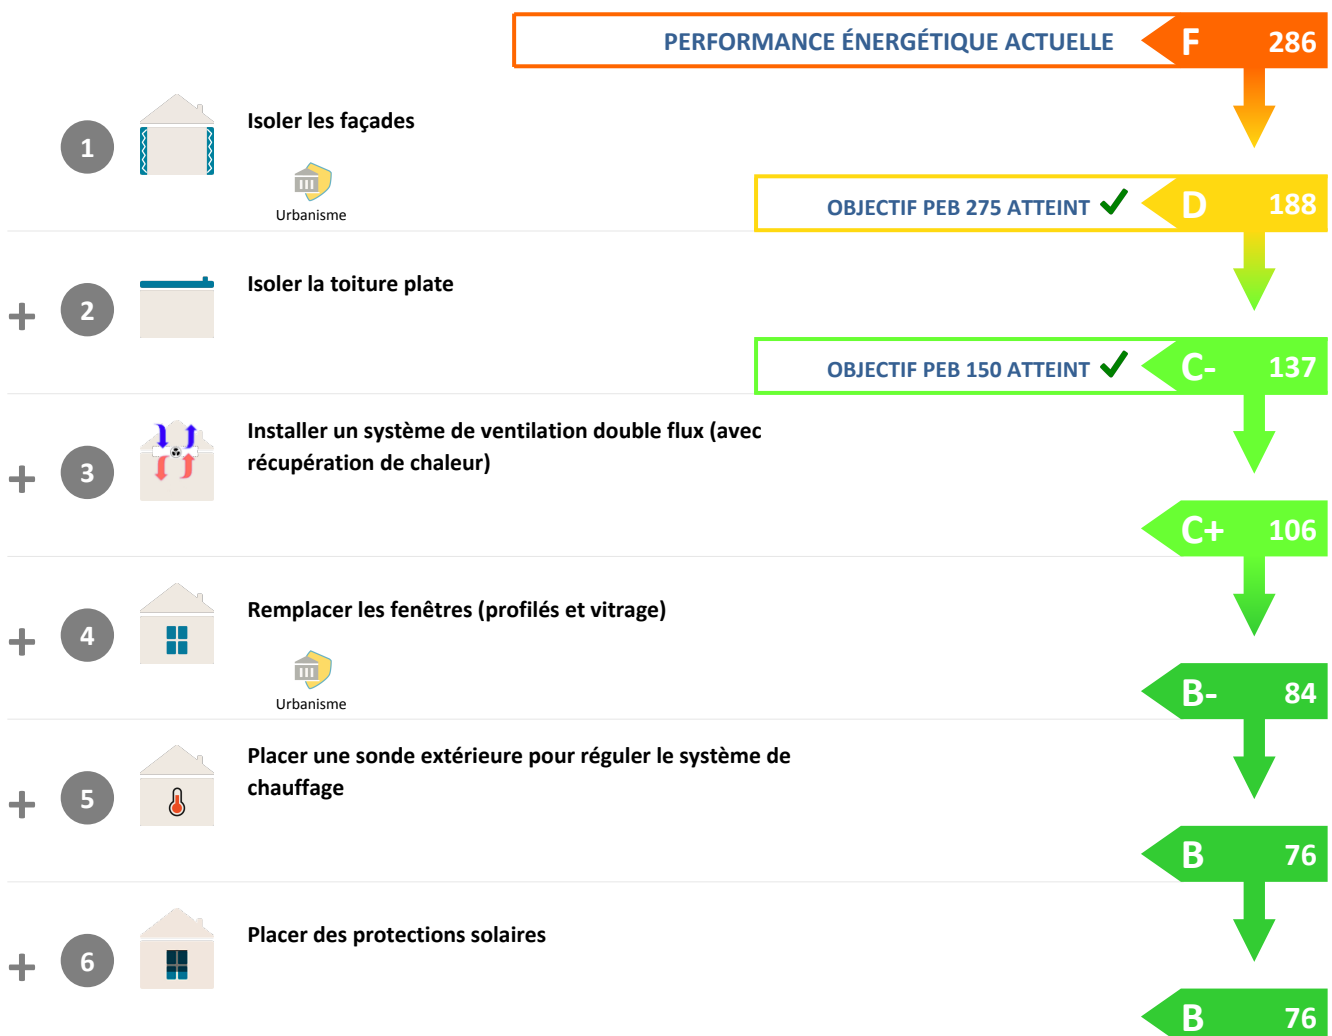 PERFORMANCE ÉNERGÉTIQUE ACTUELLE F 286
1 Isoler les façades
Urbanisme
OBJECTIF PEB 275 ATTEINT ✓ D 188
+ 2 Isoler la toiture plate
OBJECTIF PEB 150 ATTEINT ✓ C- 137
+ 3 Installer un système de ventilation double flux (avec
récupération de chaleur)
C+ 106
+ 4 Remplacer les fenêtres (profilés et vitrage)
Urbanisme
B- 84
+ 5 Placer une sonde extérieure pour réguler le système de
chauffage
B 76
+ 6 Placer des protections solaires
B 76